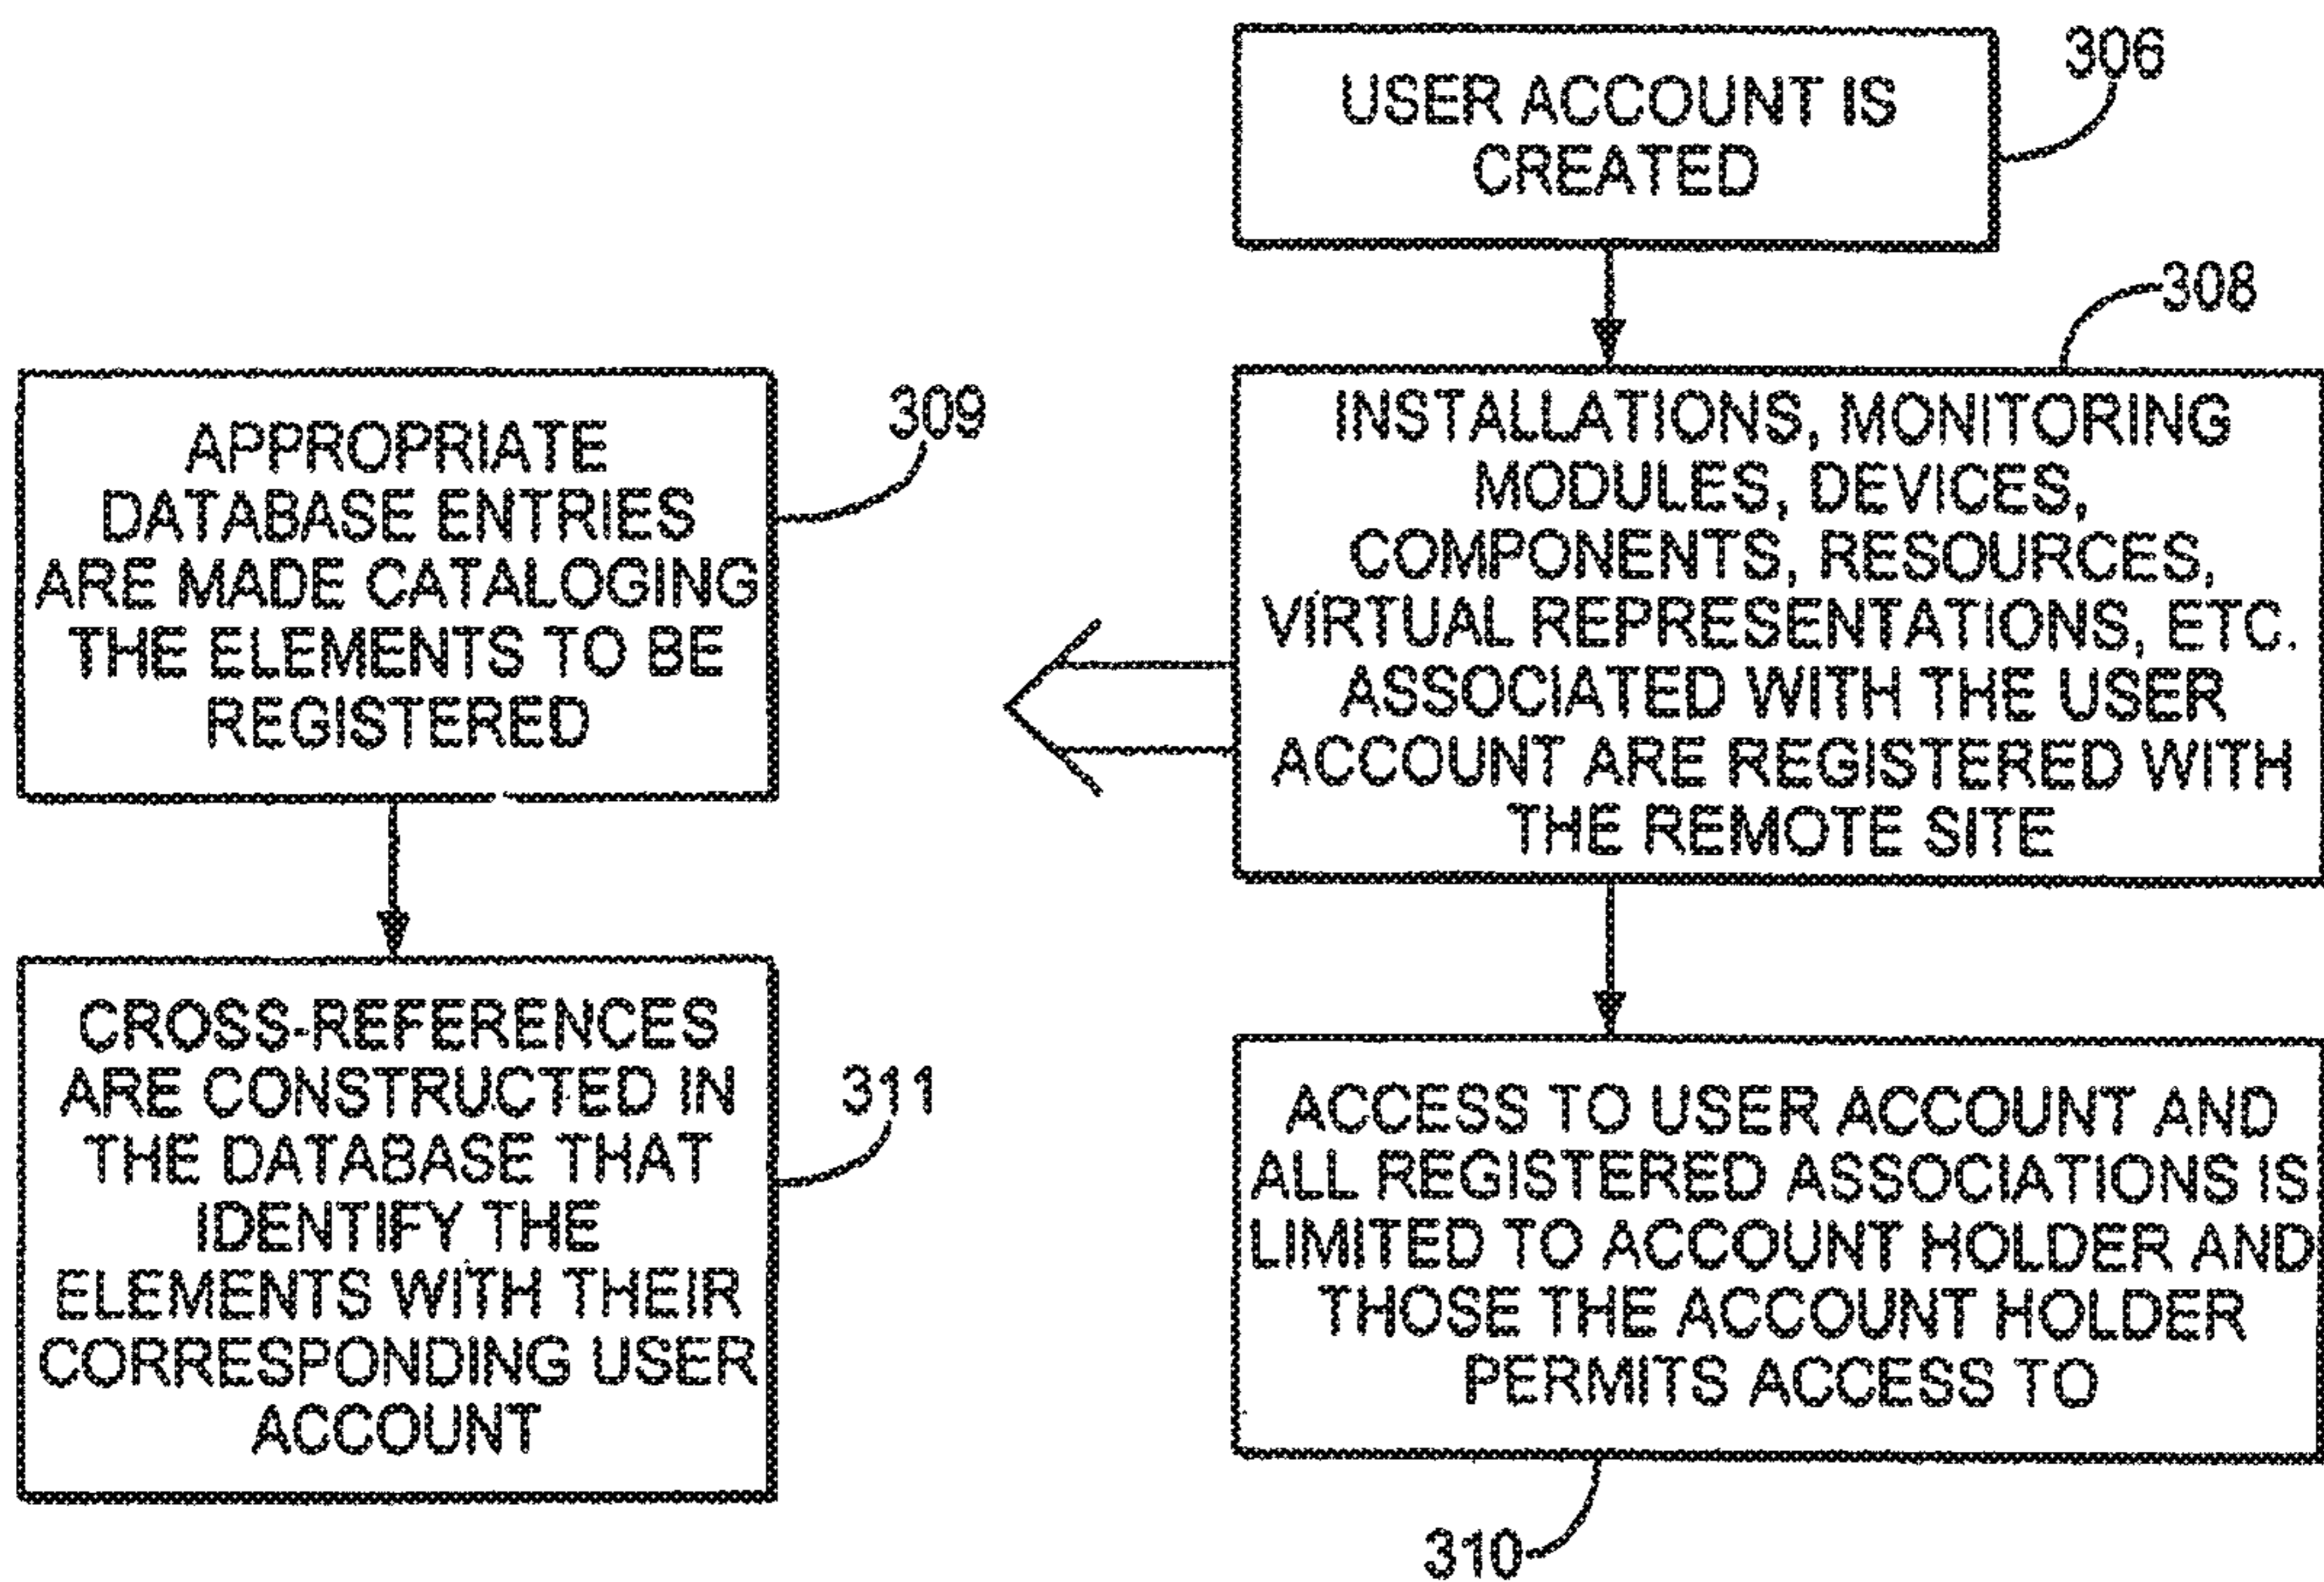 USER ACCOUNT IS
CREATED
306
308
INSTALLATIONS, MONITORING
MODULES, DEVICES,
COMPONENTS, RESOURCES,
VIRTUAL REPRESENTATIONS, ETC.
ASSOCIATED WITH THE USER
ACCOUNT ARE REGISTERED WITH
THE REMOTE SITE
APPROPRIATE
DATABASE ENTRIES
ARE MADE CATALOGING
THE ELEMENTS TO BE
REGISTERED
309
CROSS-REFERENCES
ARE CONSTRUCTED IN
THE DATABASE THAT
IDENTIFY THE
ELEMENTS WITH THEIR
CORRESPONDING USER
ACCOUNT
311
ACCESS TO USER ACCOUNT AND
ALL REGISTERED ASSOCIATIONS IS
LIMITED TO ACCOUNT HOLDER AND
THOSE THE ACCOUNT HOLDER
PERMITS ACCESS TO
310